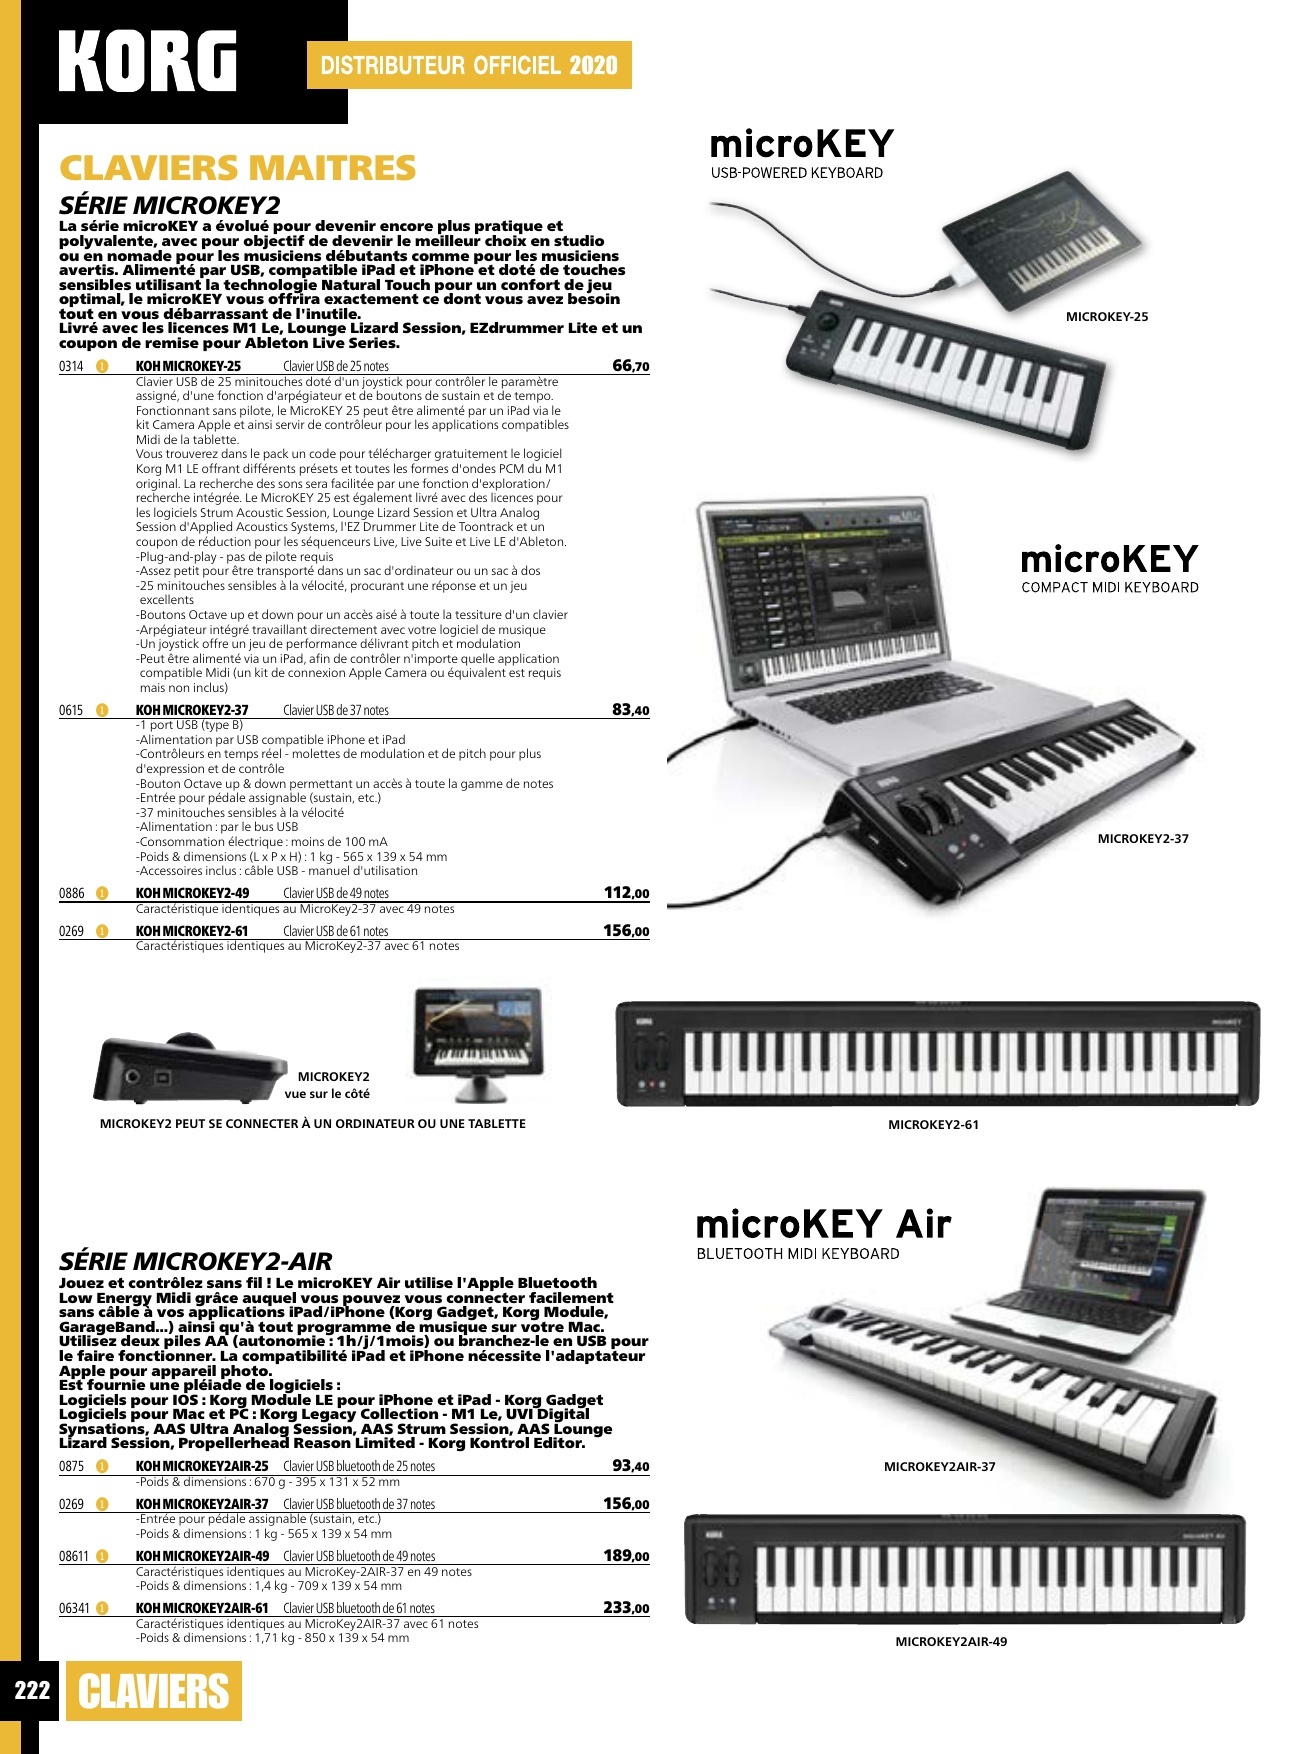 KORG
DISTRIBUTEUR OFFICIEL 2020
CLAVIERS MAITRES
SÉRIE MICROKEY2
La série microKEY a évolué pour devenir encore plus pratique et
polyvalente, avec pour objectif de devenir le meilleur choix en studio
ou en nomade pour les musiciens débutants comme pour les musiciens
avertis. Alimenté par USB, compatible iPad et iPhone et doté de touches
sensibles utilisant la technologie Natural Touch pour un confort de jeu
optimal, le microKEY vous offrira exactement ce dont vous avez besoin
tout en vous débarrassant de l'inutile.
Livré avec les licences M1 Le, Lounge Lizard Session, EZdrummer Lite et un
coupon de remise pour Ableton Live Series.
0314 1 KOH MICROKEY-25 Clavier USB de 25 notes 66,70
Clavier USB de 25 minitouches doté d'un joystick pour contrôler le paramètre
assigné, d'une fonction d'arpégiateur et de boutons de sustain et de tempo.
Fonctionnant sans pilote, le MicroKEY 25 peut être alimenté par un iPad via le
kit Camera Apple et ainsi servir de contrôleur pour les applications compatibles
Midi de la tablette.
Vous trouverez dans le pack un code pour télécharger gratuitement le logiciel
Korg M1 LE offrant différents présets et toutes les formes d'ondes PCM du M1
original. La recherche des sons sera facilitée par une fonction d'exploration/
recherche intégrée. Le MicroKEY 25 est également livré avec des licences pour
les logiciels Strum Acoustic Session, Lounge Lizard Session et Ultra Analog
Session d'Applied Acoustics Systems, l'EZ Drummer Lite de Toontrack et un
coupon de réduction pour les séquenceurs Live, Live Suite et Live LE d'Ableton.
-Plug-and-play - pas de pilote requis
-Assez petit pour être transporté dans un sac d'ordinateur ou un sac à dos
-25 minitouches sensibles à la vélocité, procurant une réponse et un jeu
excellents
-Boutons Octave up et down pour un accès aisé à toute la tessiture d'un clavier
-Arpégiateur intégré travaillant directement avec votre logiciel de musique
-Un joystick offre un jeu de performance délivrant pitch et modulation
-Peut être alimenté via un iPad, afin de contrôler n'importe quelle application
compatible Midi (un kit de connexion Apple Camera ou équivalent est requis
mais non inclus)
0615 1 KOH MICROKEY2-37 Clavier USB de 37 notes 83,40
-1 port USB (type B)
-Alimentation par USB compatible iPhone et iPad
-Contrôleurs en temps réel - molettes de modulation et de pitch pour plus
d'expression et de contrôle
-Bouton Octave up & down permettant un accès à toute la gamme de notes
-Entrée pour pédale assignable (sustain, etc.)
-37 minitouches sensibles à la vélocité
-Alimentation : par le bus USB
-Consommation électrique : moins de 100 mA
-Poids & dimensions (L x P x H) : 1 kg - 565 x 139 x 54 mm
-Accessoires inclus : câble USB - manuel d'utilisation
0886 1 KOH MICROKEY2-49 Clavier USB de 49 notes 112,00
Caractéristique identiques au MicroKey2-37 avec 49 notes
0269 1 KOH MICROKEY2-61 Clavier USB de 61 notes 156,00
Caractéristiques identiques au MicroKey2-37 avec 61 notes
microKEY
USB-POWERED KEYBOARD
MICROKEY-25
microKEY
COMPACT MIDI KEYBOARD
MICROKEY2-37
MICROKEY2
vue sur le côté
MICROKEY2 PEUT SE CONNECTER À UN ORDINATEUR OU UNE TABLETTE
KORG
microKEY
MICROKEY2-61
SÉRIE MICROKEY2-AIR
Jouez et contrôlez sans fil ! Le microKEY Air utilise l'Apple Bluetooth
Low Energy Midi grâce auquel vous pouvez vous connecter facilement
sans câble à vos applications iPad/iPhone (Korg Gadget, Korg Module,
GarageBand...) ainsi qu'à tout programme de musique sur votre Mac.
Utilisez deux piles AA (autonomie : 1h/j/1mois) ou branchez-le en USB pour
le faire fonctionner. La compatibilité iPad et iPhone nécessite l'adaptateur
Apple pour appareil photo.
Est fournie une pléiade de logiciels :
Logiciels pour IOS : Korg Module LE pour iPhone et iPad - Korg Gadget
Logiciels pour Mac et PC : Korg Legacy Collection - M1 Le, UVI Digital
Synsations, AAS Ultra Analog Session, AAS Strum Session, AAS Lounge
Lizard Session, Propellerhead Reason Limited - Korg Kontrol Editor.
0875 1 KOH MICROKEY2AIR-25 Clavier USB bluetooth de 25 notes 93,40
-Poids & dimensions : 670 g - 395 x 131 x 52 mm
0269 1 KOH MICROKEY2AIR-37 Clavier USB bluetooth de 37 notes 156,00
-Entrée pour pédale assignable (sustain, etc.)
-Poids & dimensions : 1 kg - 565 x 139 x 54 mm
08611 1 KOH MICROKEY2AIR-49 Clavier USB bluetooth de 49 notes 189,00
Caractéristiques identiques au MicroKey-2AIR-37 en 49 notes
-Poids & dimensions : 1,4 kg - 709 x 139 x 54 mm
06341 1 KOH MICROKEY2AIR-61 Clavier USB bluetooth de 61 notes 233,00
Caractéristiques identiques au MicroKey2AIR-37 avec 61 notes
-Poids & dimensions : 1,71 kg - 850 x 139 x 54 mm
microKEY Air
BLUETOOTH MIDI KEYBOARD
MICROKEY2AIR-37
KORG
microKEY Air
MICROKEY2AIR-49
222
CLAVIERS